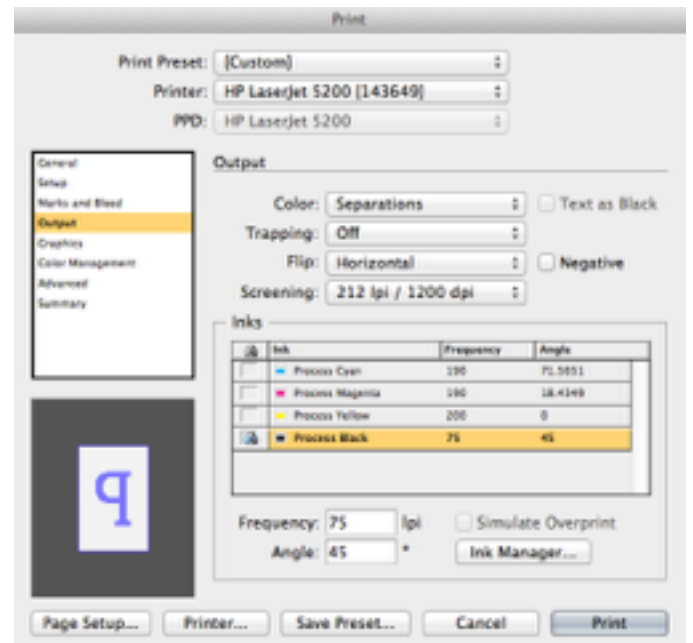 Print
Print Preset: [Custom]
Printer: HP LaserJet 5200 [143649]
PPD: HP LaserJet 5200
General
Setup
Marks and Bleed
Output
Graphics
Color Management
Advanced
Summary
Output
Color: Separations Text as Black
Trapping: Off
Flip: Horizontal Negative
Screening: 212 lpi / 1200 dpi
Inks
Ink Frequency Angle
Process Cyan 190 71.5651
Process Magenta 190 18.4349
Process Yellow 200 0
Process Black 75 45
Frequency: 75 lpi Simulate Overprint
Angle: 45 ° Ink Manager...
Page Setup... Printer... Save Preset... Cancel Print